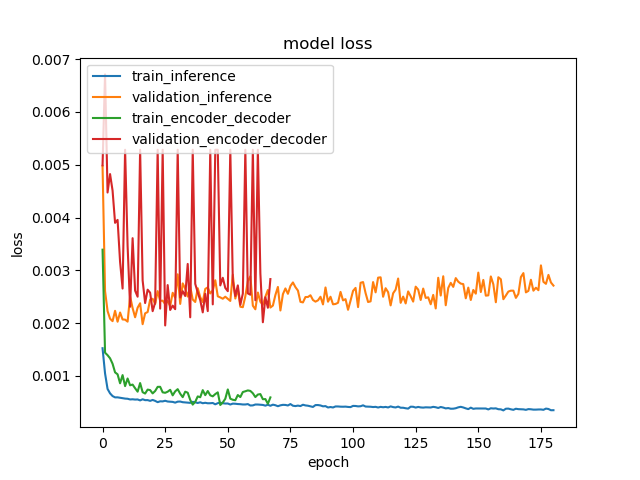 model loss
train_inference
validation_inference
train_encoder_decoder
validation_encoder_decoder
loss
0.007
0.006
0.005
0.004
0.003
0.002
0.001
0
25
50
75
100
125
150
175
epoch